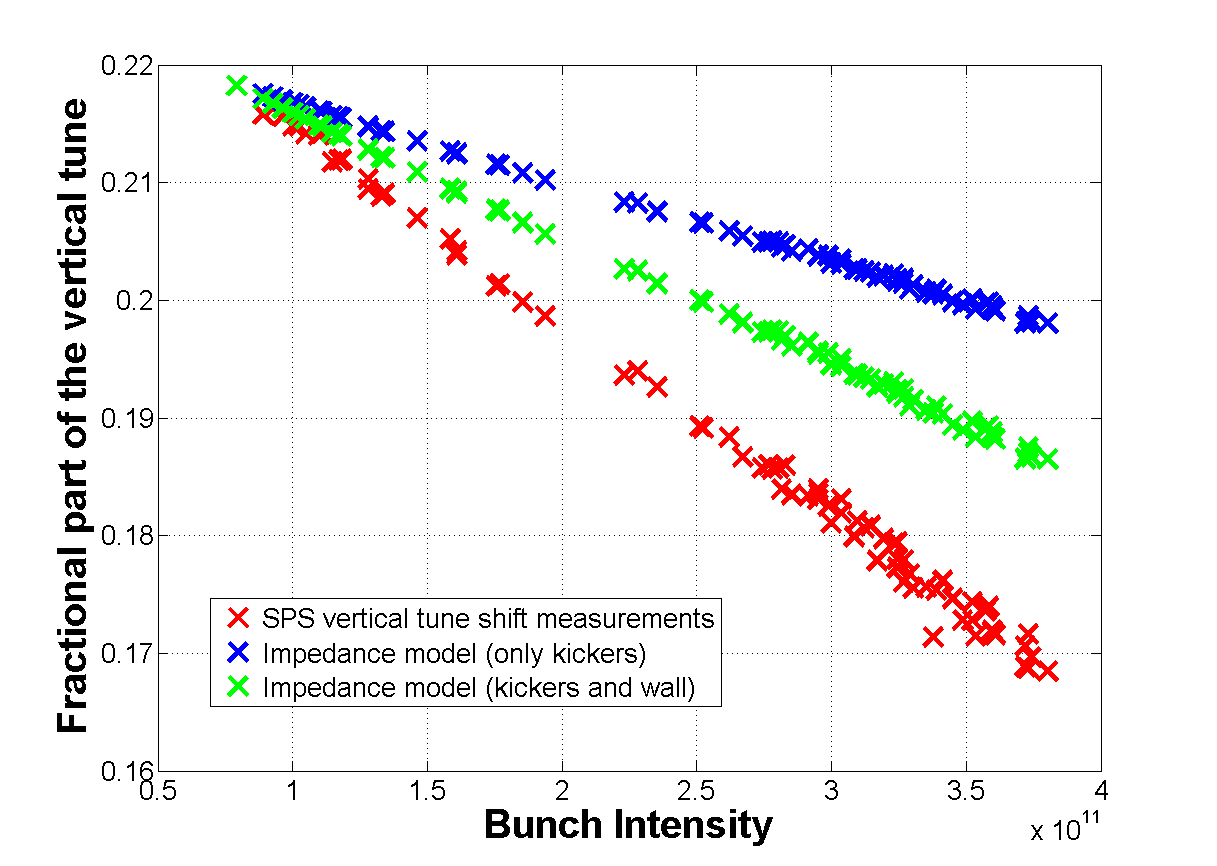 Fractional part of the vertical tune
0.22
0.21
0.2
0.19
0.18
0.17
0.16
SPS vertical tune shift measurements
Impedance model (only kickers)
Impedance model (kickers and wall)
0.5 1 1.5 2 2.5 3 3.5 4
Bunch Intensity
x 10¹¹